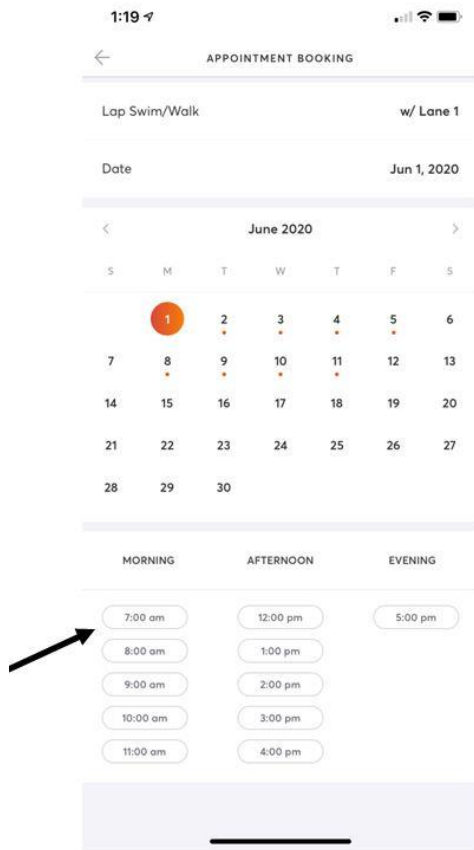 1:19
APPOINTMENT BOOKING
Lap Swim/Walk w/ Lane 1
Date Jun 1, 2020
June 2020
S M T W T F S
1 2 3 4 5 6
7 8 9 10 11 12 13
14 15 16 17 18 19 20
21 22 23 24 25 26 27
28 29 30
MORNING AFTERNOON EVENING
7:00 am 12:00 pm 5:00 pm
8:00 am 1:00 pm
9:00 am 2:00 pm
10:00 am 3:00 pm
11:00 am 4:00 pm